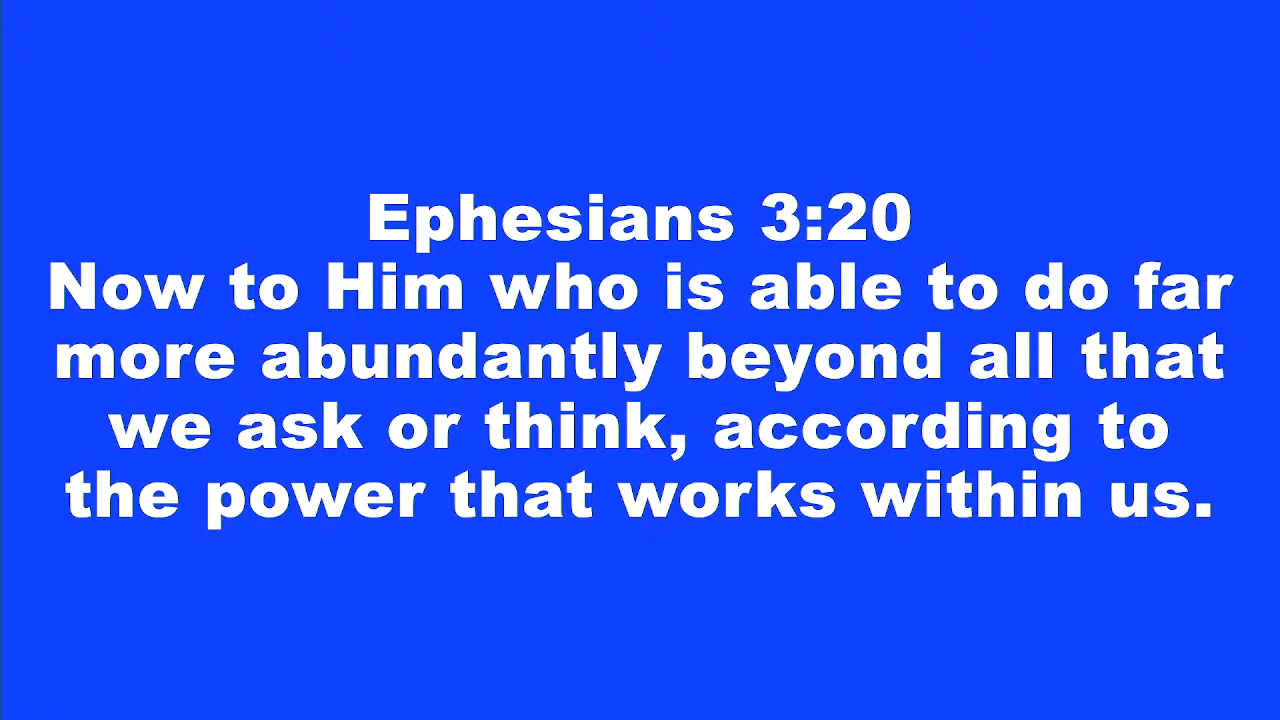 Ephesians 3:20
Now to Him who is able to do far
more abundantly beyond all that
we ask or think, according to
the power that works within us.